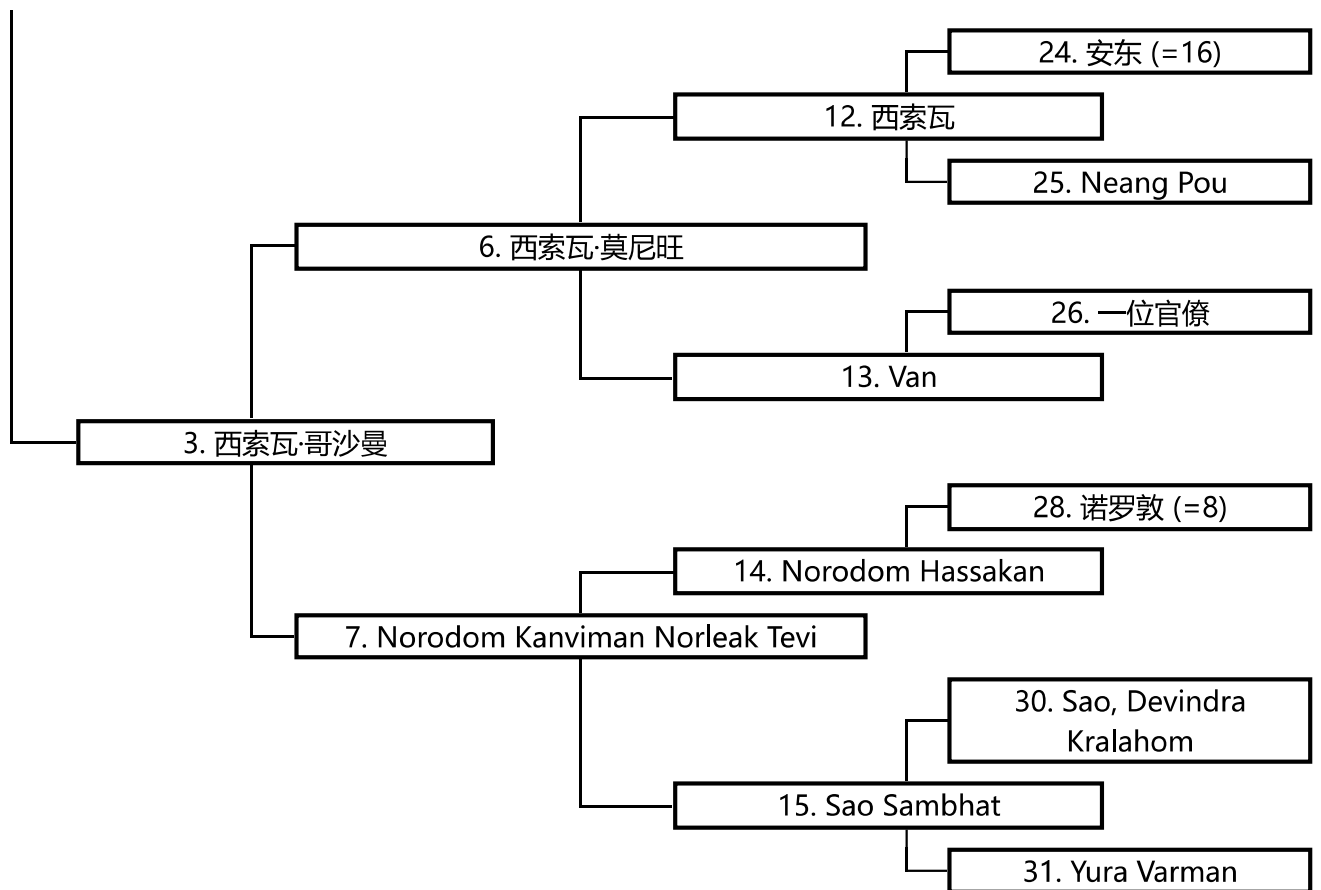 24. 安东 (=16)
12. 西索瓦
25. Neang Pou
6. 西索瓦·莫尼旺
26. 一位官僚
13. Van
3. 西索瓦·哥沙曼
28. 诺罗敦 (=8)
14. Norodom Hassakan
7. Norodom Kanviman Norleak Tevi
30. Sao, Devindra
Kralahom
15. Sao Sambhat
31. Yura Varman